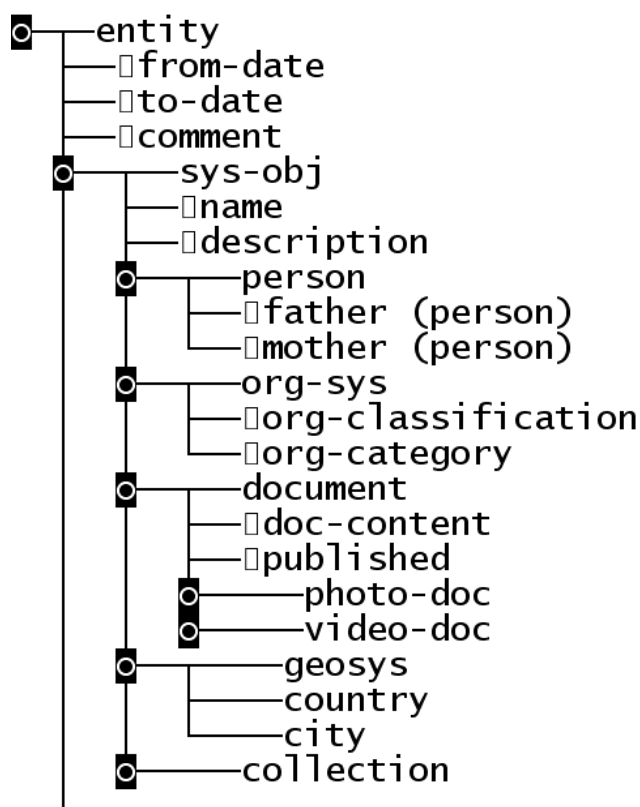 entity
from-date
to-date
comment
sys-obj
name
description
person
father (person)
mother (person)
org-sys
org-classification
org-category
document
doc-content
published
photo-doc
video-doc
geosys
country
city
collection